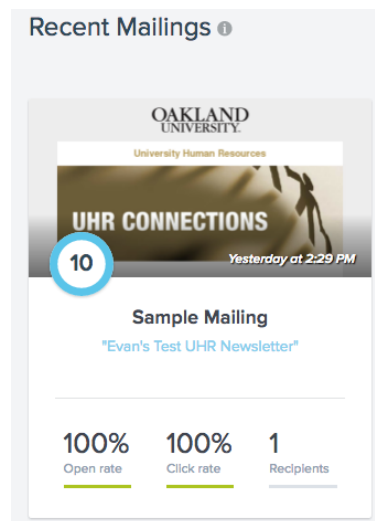 Recent Mailings
OAKLAND
UNIVERSITY.
University Human Resources
UHR CONNECTIONS
10
Yesterday at 2:29 PM
Sample Mailing
"Evan's Test UHR Newsletter"
100% 100% 1
Open rate Click rate Recipients